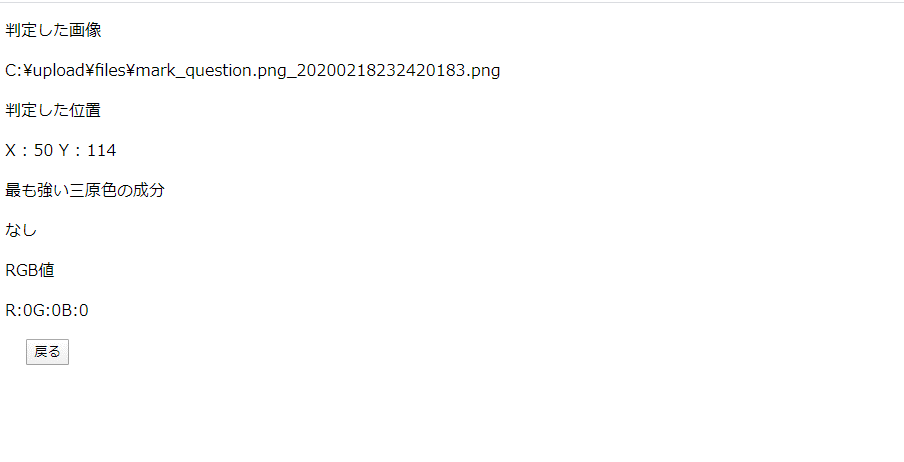 判定した画像
C:¥upload¥files¥mark_question.png_20200218232420183.png
判定した位置
X : 50 Y : 114
最も強い三原色の成分
なし
RGB値
R:0G:0B:0
戻る